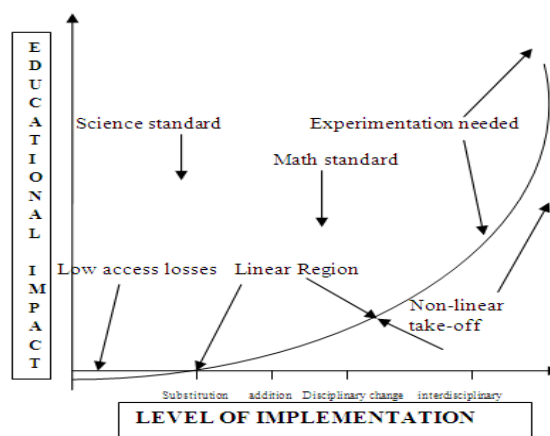 EDUCATIONAL IMPACT
Science standard
Experimentation needed
Math standard
Low access losses
Linear Region
Non-linear
take-off
Substitution
addition
Disciplinary change
interdisciplinary
LEVEL OF IMPLEMENTATION